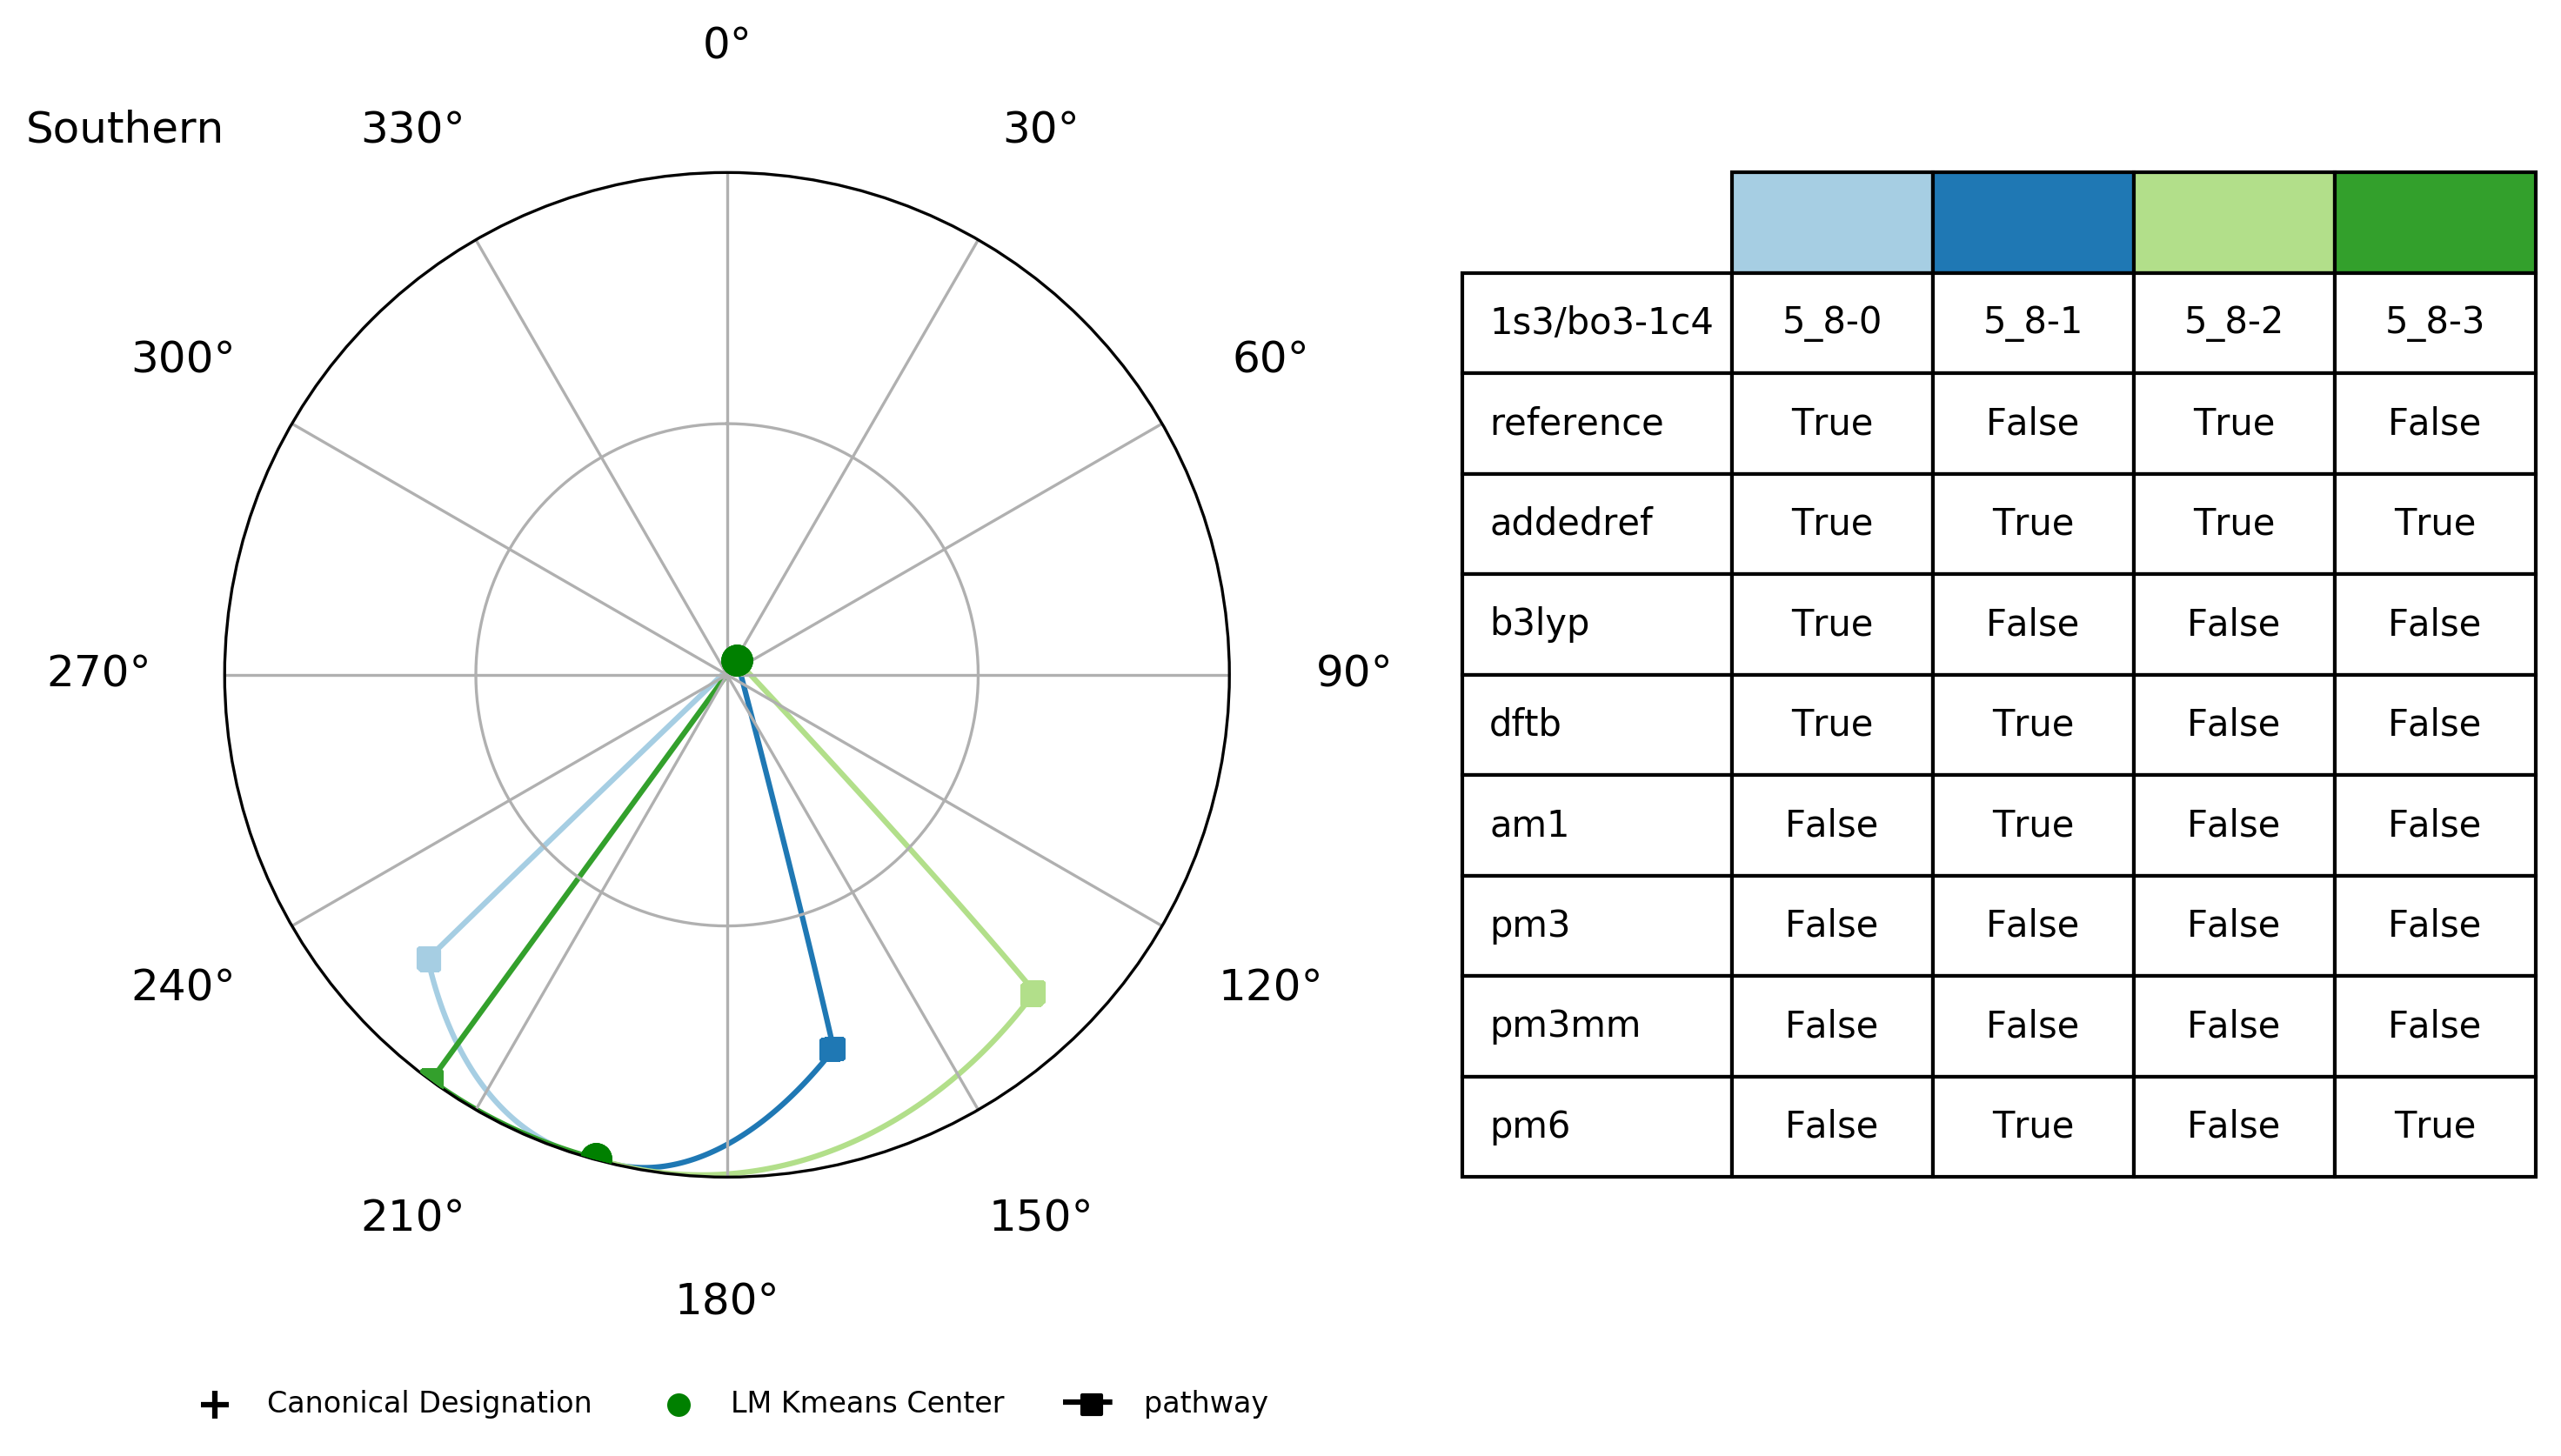 0°
Southern 330° 30°
300° 60°
270° 90°
240° 120°
210° 150°
180°
Canonical Designation LM Kmeans Center pathway
1s3/bo3-1c4 5_8-0 5_8-1 5_8-2 5_8-3
reference True False True False
addedref True True True True
b3lyp True False False False
dftb True True False False
am1 False True False False
pm3 False False False False
pm3mm False False False False
pm6 False True False True